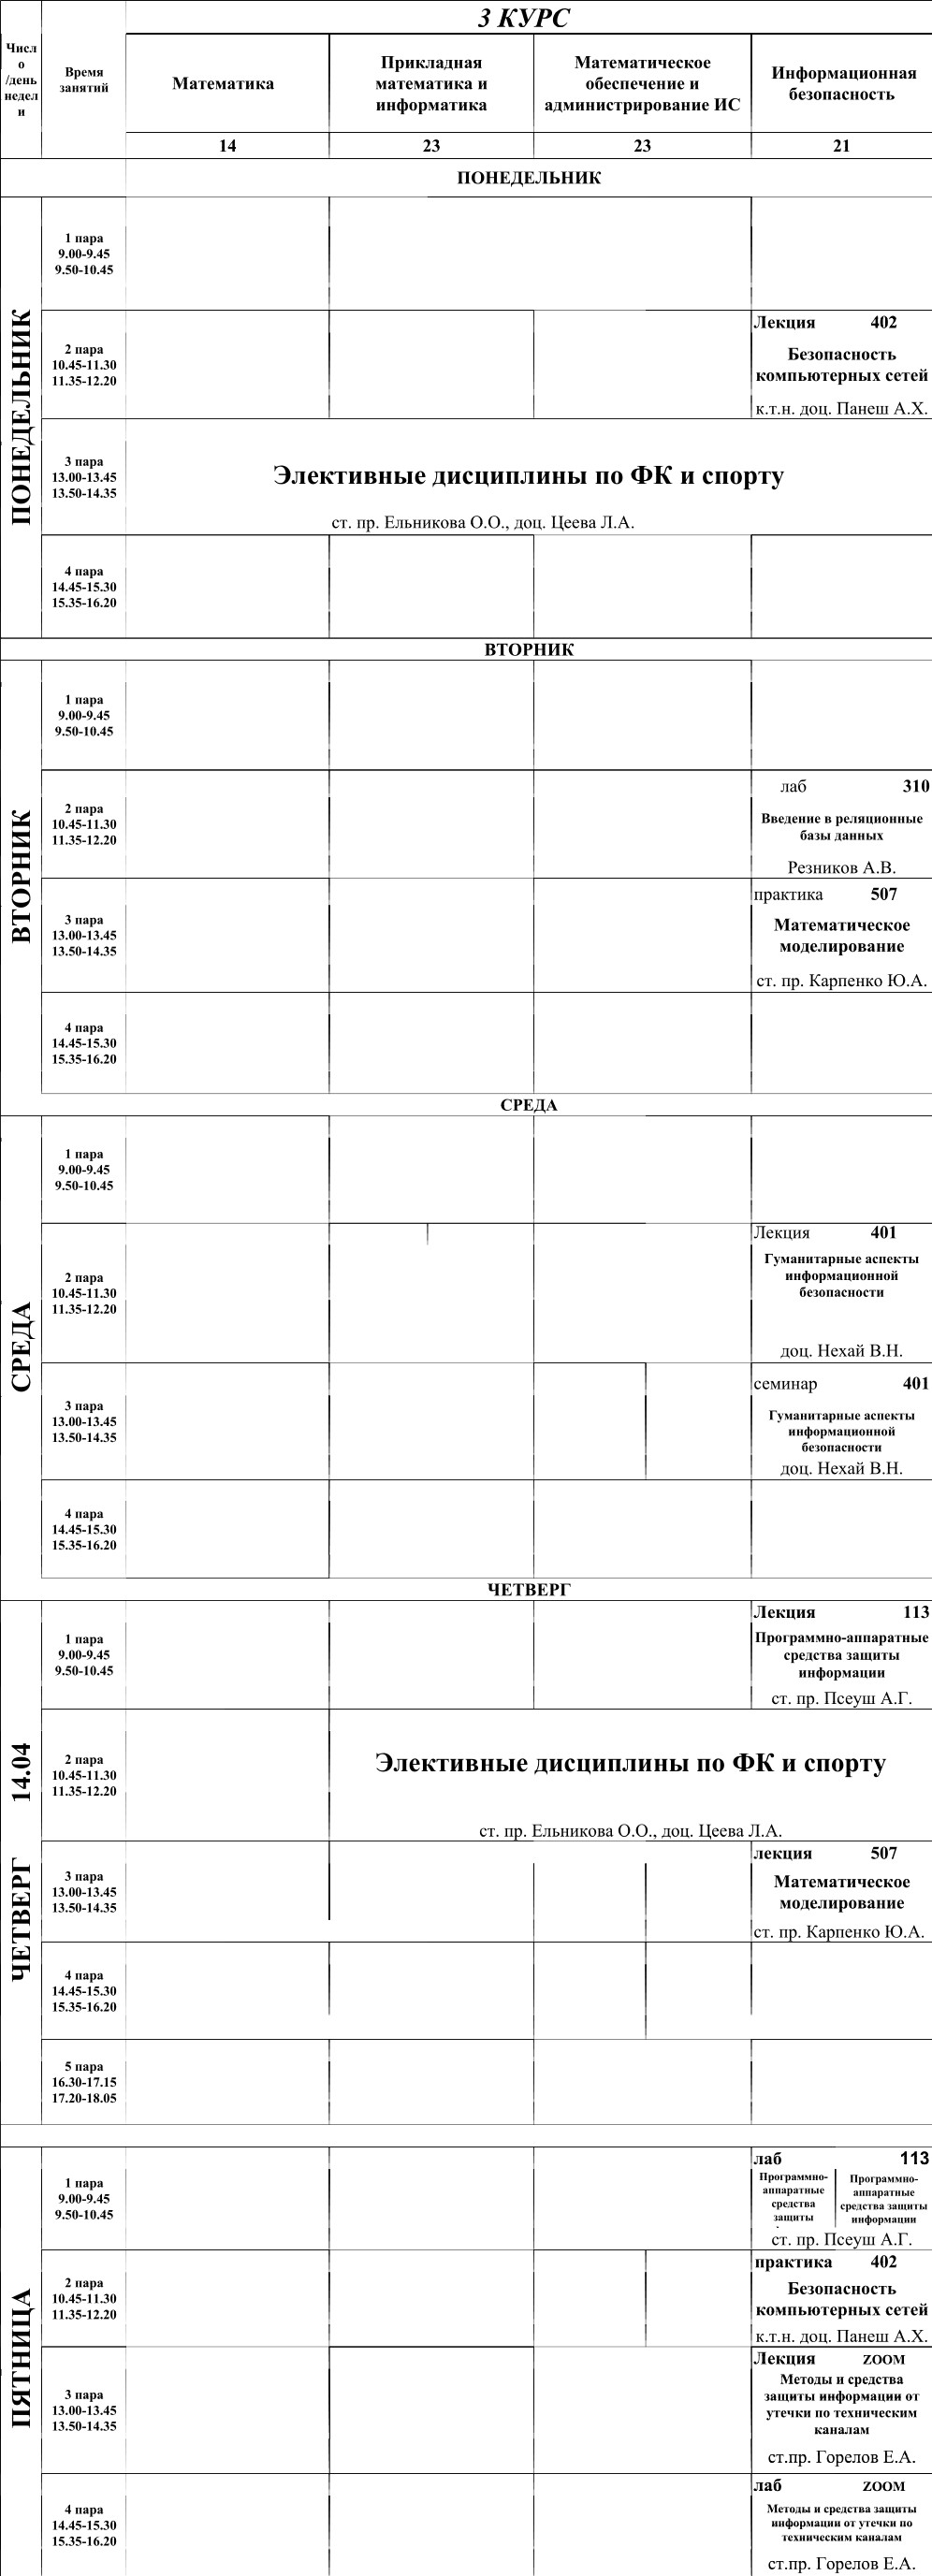 3 КУРС
Числ
о
/день
недел
и
Время
занятий
Математика
Прикладная
математика и
информатика
Математическое
обеспечение и
администрирование ИС
Информационная
безопасность
14
23
23
21
ПОНЕДЕЛЬНИК
ПОНЕДЕЛЬНИК
1 пара
9.00-9.45
9.50-10.45
2 пара
10.45-11.30
11.35-12.20
Лекция 402
Безопасность
компьютерных сетей
к.т.н. доц. Панеш А.Х.
3 пара
13.00-13.45
13.50-14.35
Элективные дисциплины по ФК и спорту
ст. пр. Ельникова О.О., доц. Цеева Л.А.
4 пара
14.45-15.30
15.35-16.20
ВТОРНИК
ВТОРНИК
1 пара
9.00-9.45
9.50-10.45
2 пара
10.45-11.30
11.35-12.20
лаб 310
Введение в реляционные
базы данных
Резников А.В.
3 пара
13.00-13.45
13.50-14.35
практика 507
Математическое
моделирование
ст. пр. Карпенко Ю.А.
4 пара
14.45-15.30
15.35-16.20
СРЕДА
СРЕДА
1 пара
9.00-9.45
9.50-10.45
2 пара
10.45-11.30
11.35-12.20
Лекция 401
Гуманитарные аспекты
информационной
безопасности
доц. Нехай В.Н.
3 пара
13.00-13.45
13.50-14.35
семинар 401
Гуманитарные аспекты
информационной
безопасности
доц. Нехай В.Н.
4 пара
14.45-15.30
15.35-16.20
ЧЕТВЕРГ
ЧЕТВЕРГ 14.04
1 пара
9.00-9.45
9.50-10.45
Лекция 113
Программно-аппаратные
средства защиты
информации
ст. пр. Псеуш А.Г.
2 пара
10.45-11.30
11.35-12.20
Элективные дисциплины по ФК и спорту
ст. пр. Ельникова О.О., доц. Цеева Л.А.
3 пара
13.00-13.45
13.50-14.35
лекция 507
Математическое
моделирование
ст. пр. Карпенко Ю.А.
4 пара
14.45-15.30
15.35-16.20
5 пара
16.30-17.15
17.20-18.05
ПЯТНИЦА
1 пара
9.00-9.45
9.50-10.45
лаб 113
Программно-
аппаратные
средства
защиты
Программно-
аппаратные
средства защиты
информации
ст. пр. Псеуш А.Г.
2 пара
10.45-11.30
11.35-12.20
практика 402
Безопасность
компьютерных сетей
к.т.н. доц. Панеш А.Х.
3 пара
13.00-13.45
13.50-14.35
Лекция ZOOM
Методы и средства
защиты информации от
утечки по техническим
каналам
ст.пр. Горелов Е.А.
4 пара
14.45-15.30
15.35-16.20
лаб ZOOM
Методы и средства защиты
информации от утечки по
техническим каналам
ст.пр. Горелов Е.А.